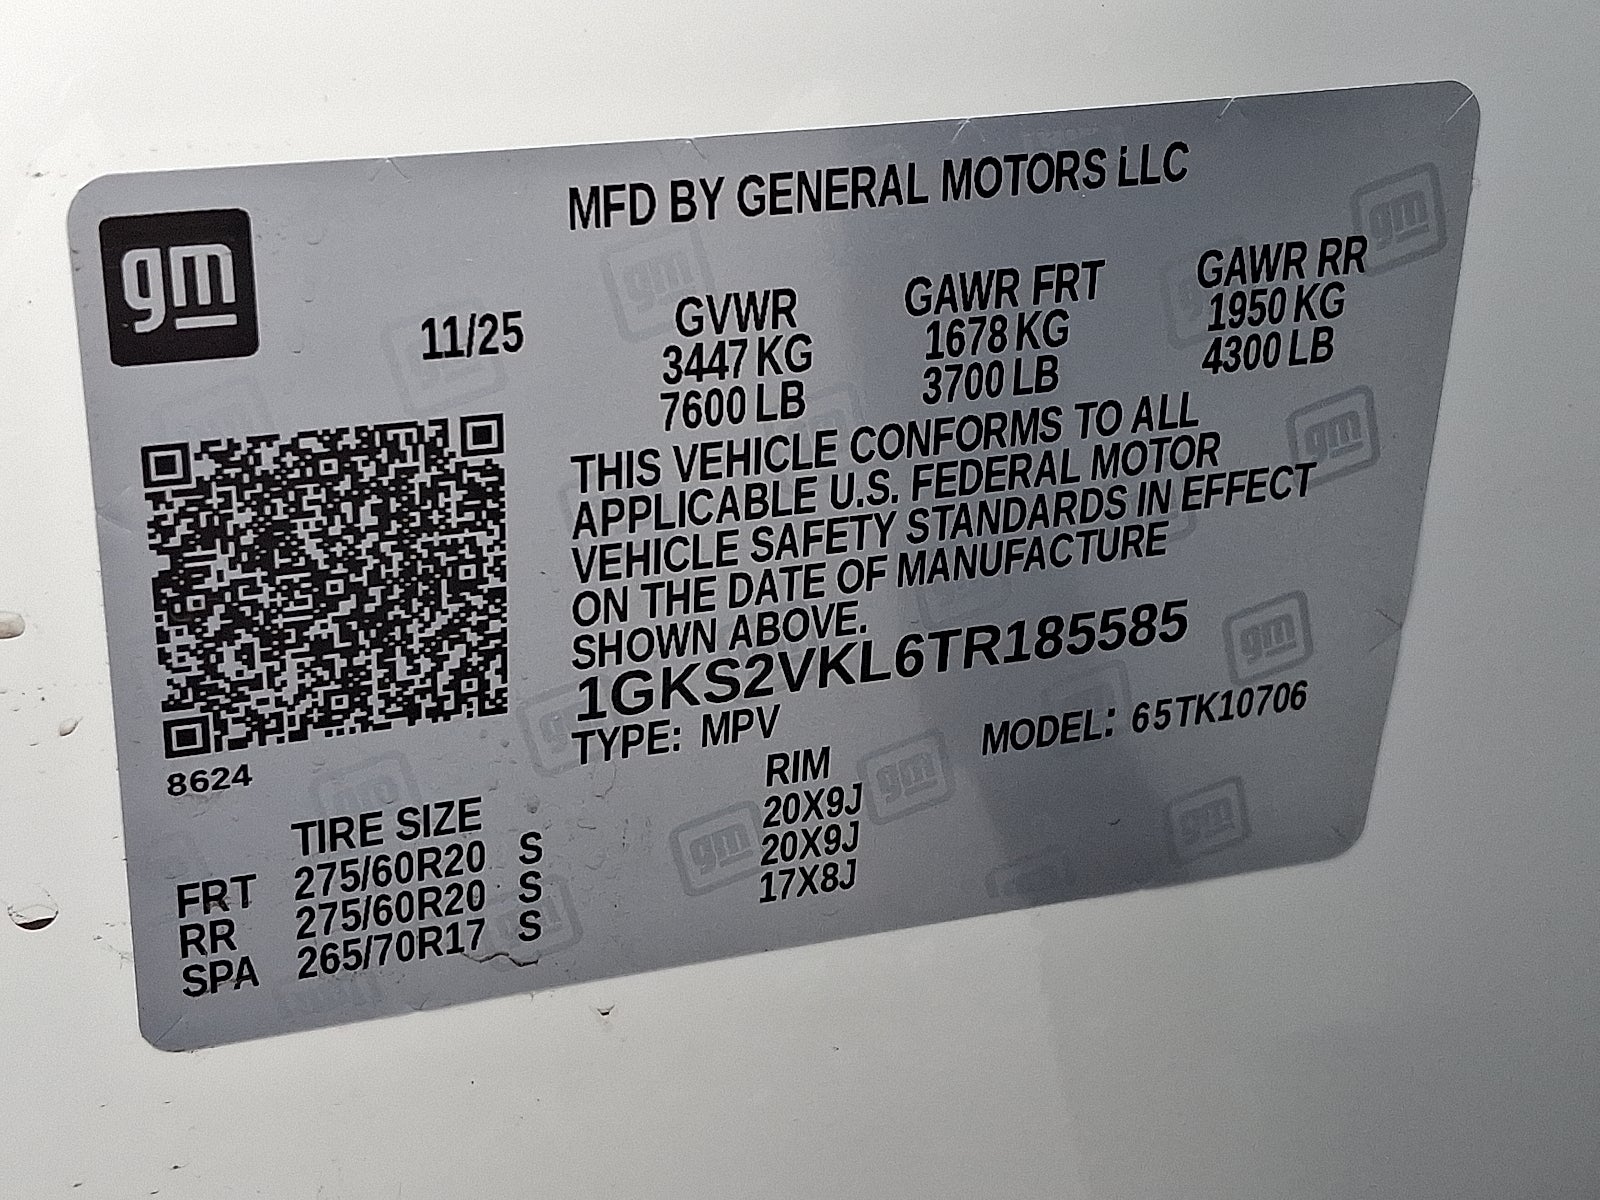 gm
MFD BY GENERAL MOTORS LLC
11/25
GVWR GAWR FRT GAWR RR
3447 KG 1678 KG 1950 KG
7600 LB 3700 LB 4300 LB
THIS VEHICLE CONFORMS TO ALL
APPLICABLE U.S. FEDERAL MOTOR
VEHICLE SAFETY STANDARDS IN EFFECT
ON THE DATE OF MANUFACTURE
SHOWN ABOVE.
1GKS2VKL6TR185585
TYPE: MPV MODEL: 65TK10706
8624
TIRE SIZE RIM
FRT 275/60R20 S 20X9J
RR 275/60R20 S 20X9J
SPA 265/70R17 S 17X8J